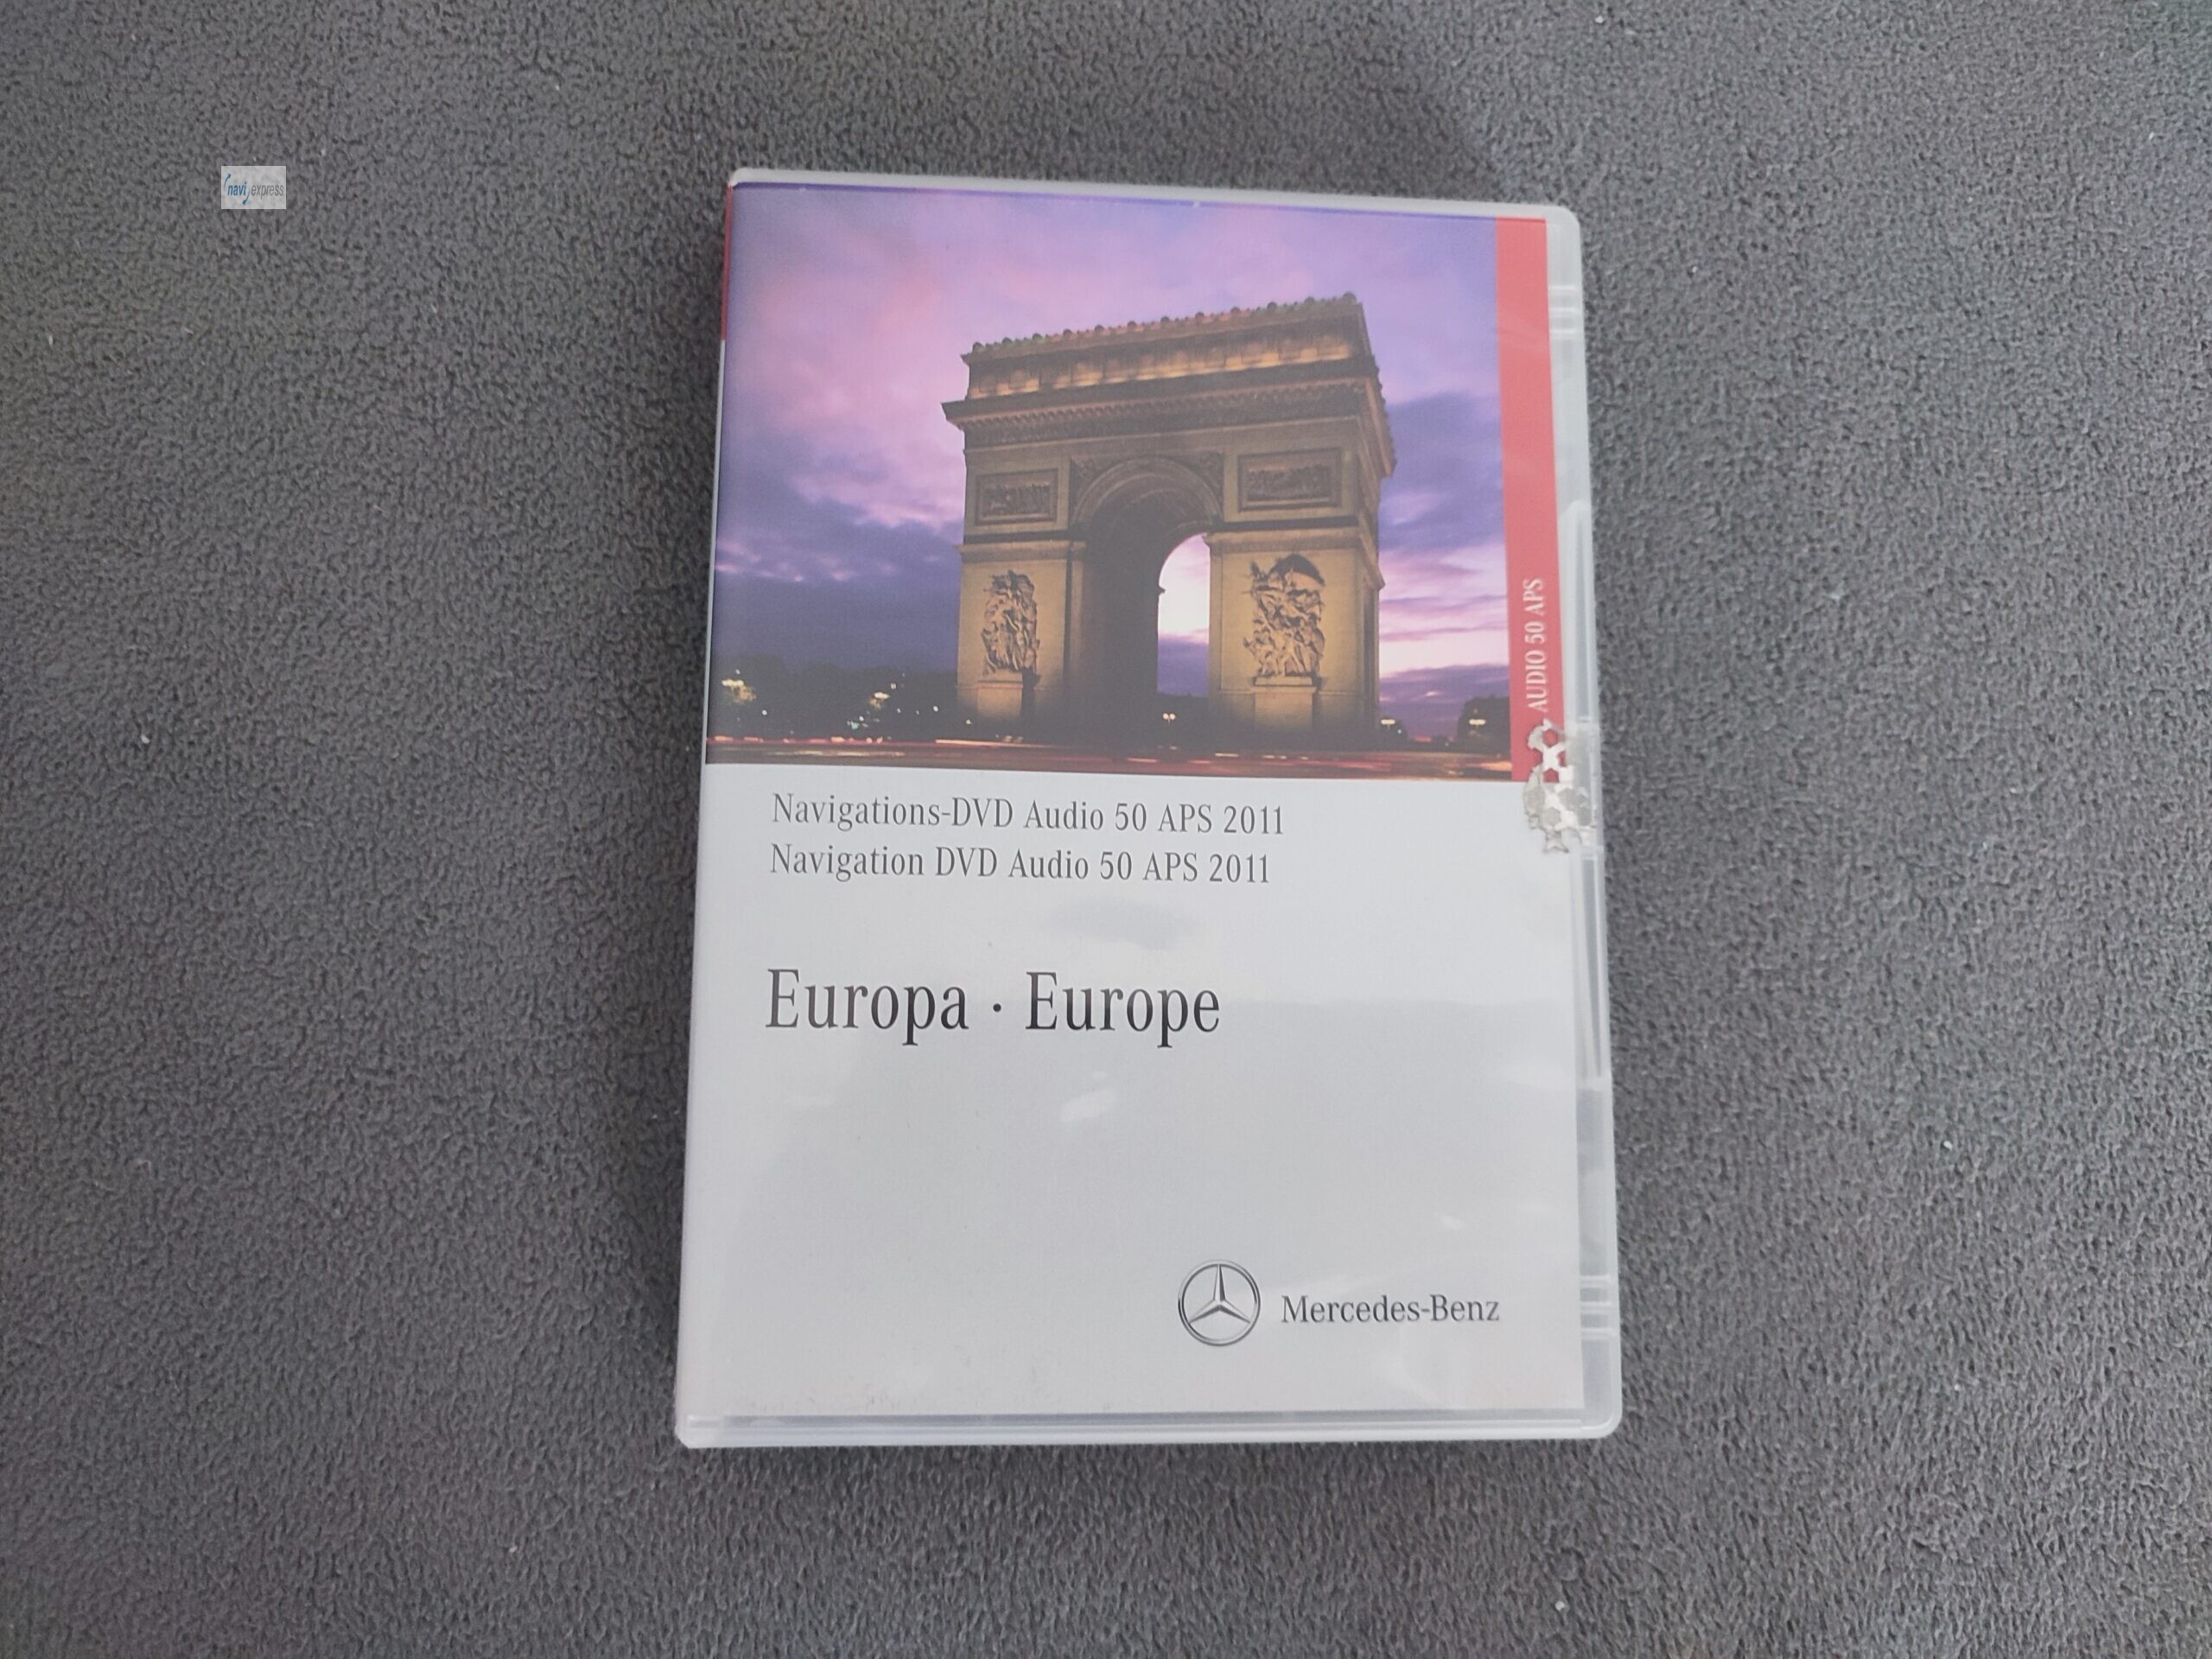 navi express
AUDIO 50 APS
Navigations-DVD Audio 50 APS 2011
Navigation DVD Audio 50 APS 2011
Europa · Europe
Mercedes-Benz